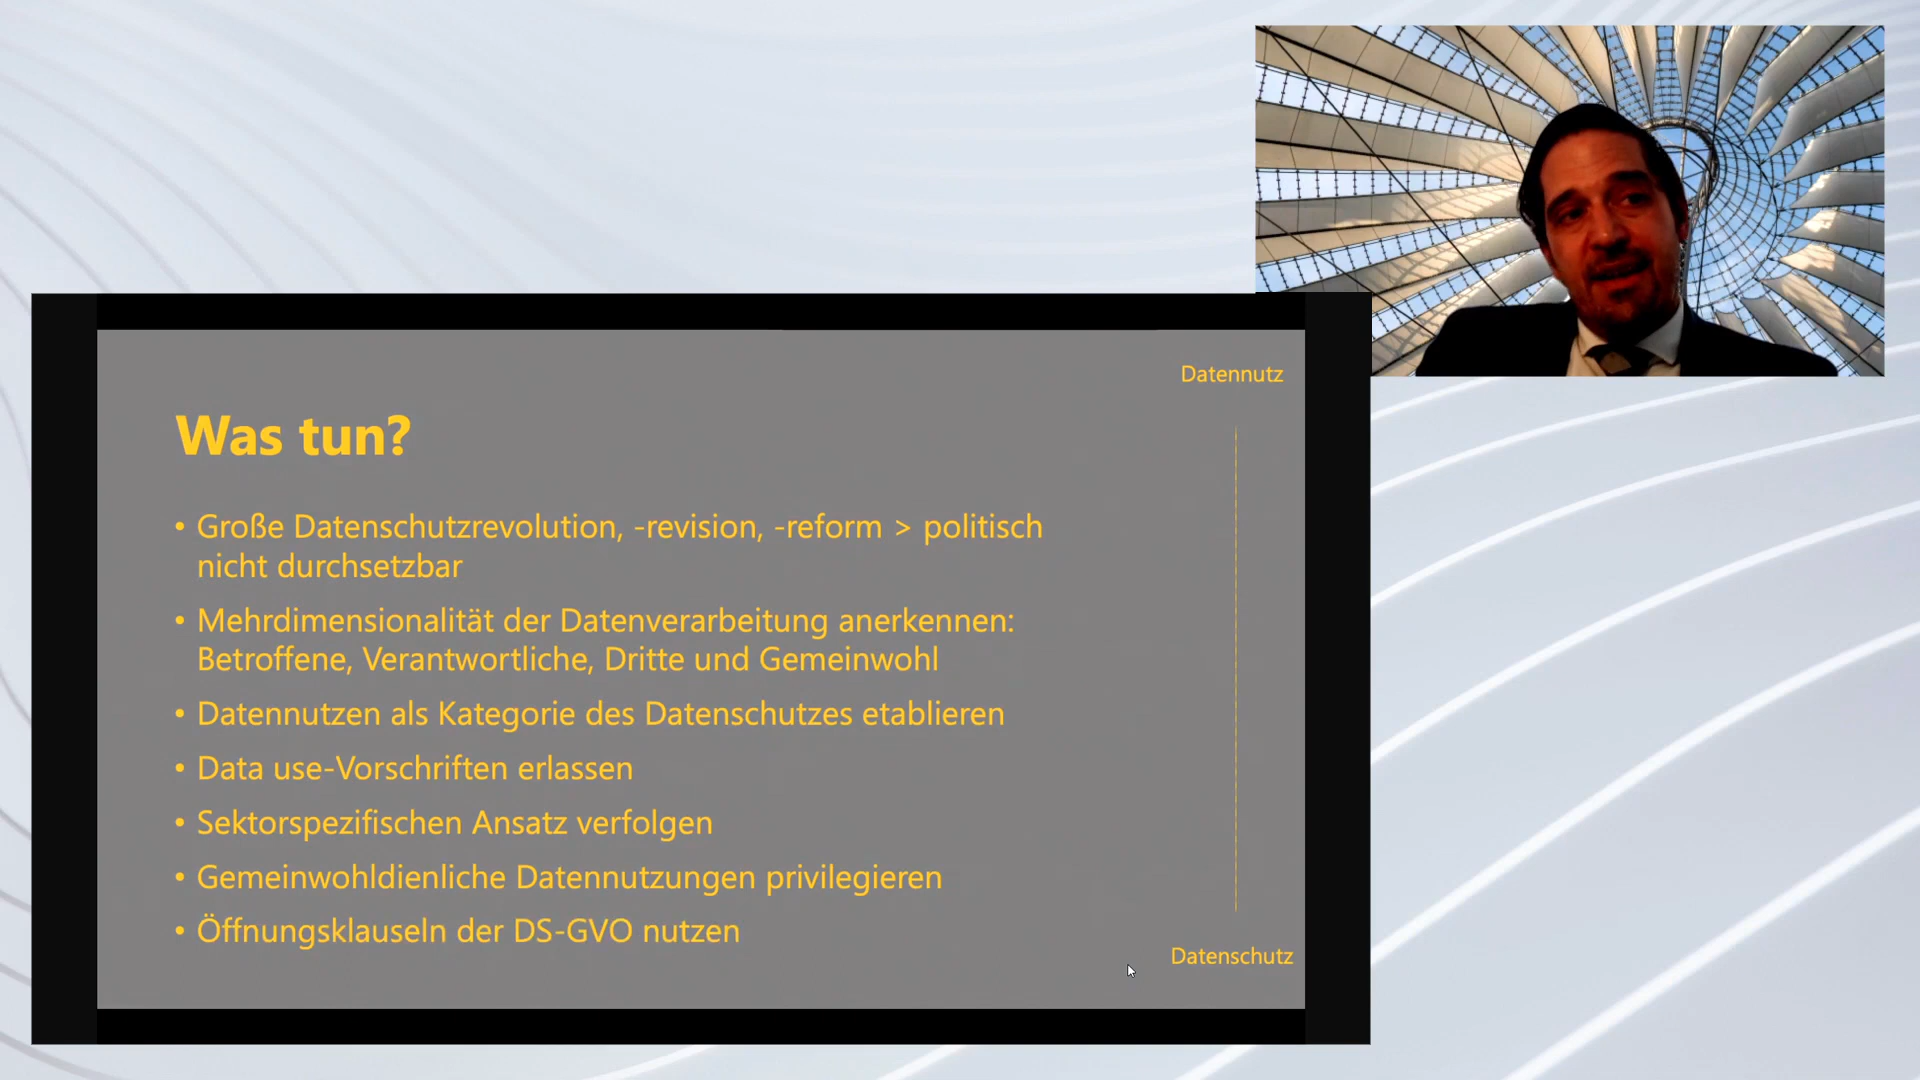 Datennutz
Was tun?
• Große Datenschutzrevolution, -revision, -reform > politisch
nicht durchsetzbar
• Mehrdimensionalität der Datenverarbeitung anerkennen:
Betroffene, Verantwortliche, Dritte und Gemeinwohl
• Datennutzen als Kategorie des Datenschutzes etablieren
• Data use-Vorschriften erlassen
• Sektorspezifischen Ansatz verfolgen
• Gemeinwohldienliche Datennutzungen privilegieren
• Öffnungsklauseln der DS-GVO nutzen
Datenschutz